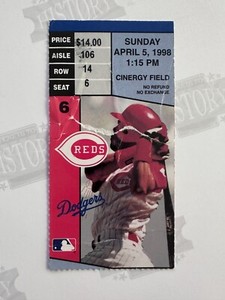 PRICE $14.00
AISLE 106
ROW 14
SEAT 6
SUNDAY
APRIL 5, 1998
1:15 PM
CINERGY FIELD
NO REFUND
NO EXCHANGE
6
REDS
Dodgers
HISTORY